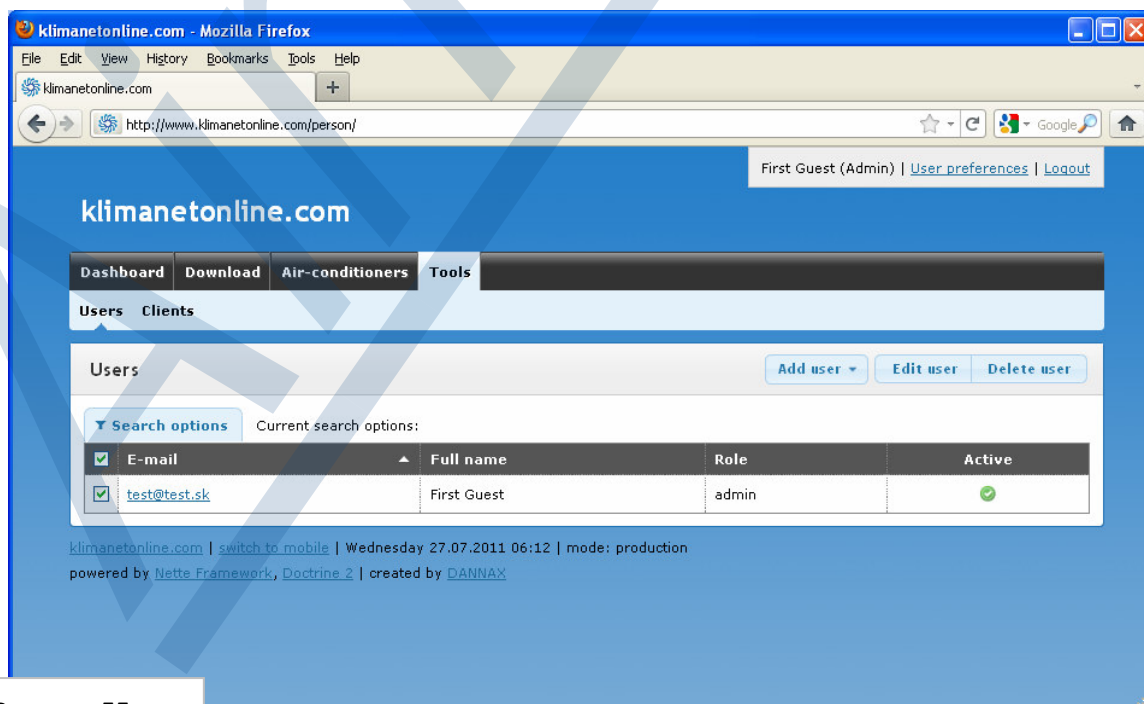 klimanetonline.com - Mozilla Firefox
File Edit View History Bookmarks Tools Help
klimanetonline.com
http://www.klimanetonline.com/person/ Google
First Guest (Admin) | User preferences | Logout
klimanetonline.com
Dashboard Download Air-conditioners Tools
Users Clients
Users Add user Edit user Delete user
Search options Current search options:
E-mail Full name Role Active
test@test.sk First Guest admin
klimanetonline.com | switch to mobile | Wednesday 27.07.2011 06:12 | mode: production
powered by Nette Framework, Doctrine 2 | created by DANNAX